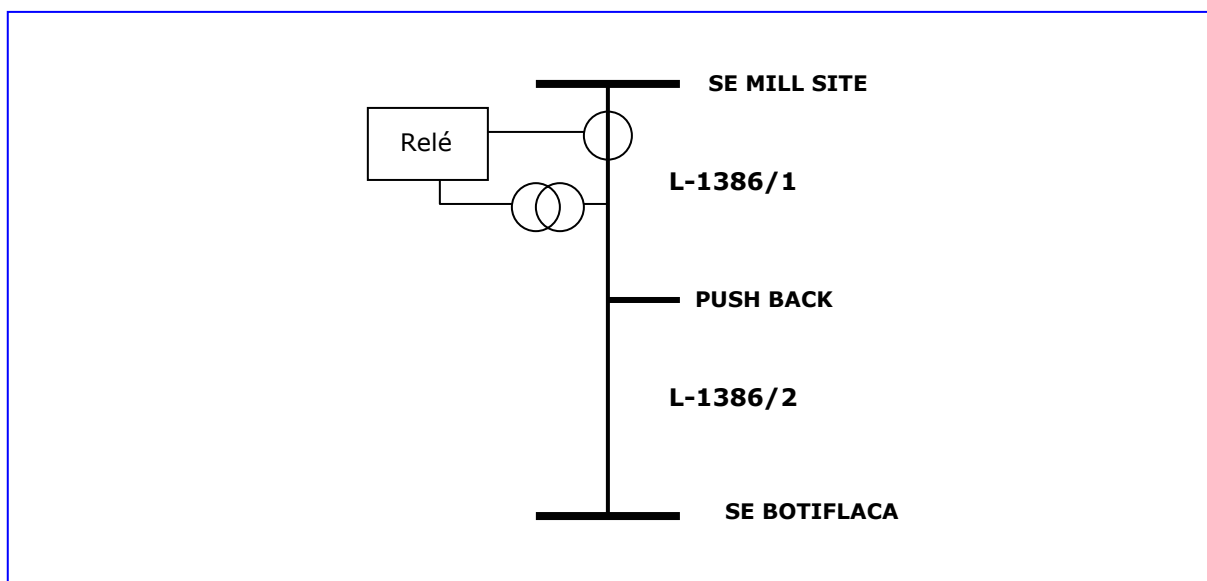 SE MILL SITE
Relé
L-1386/1
PUSH BACK
L-1386/2
SE BOTIFLACA